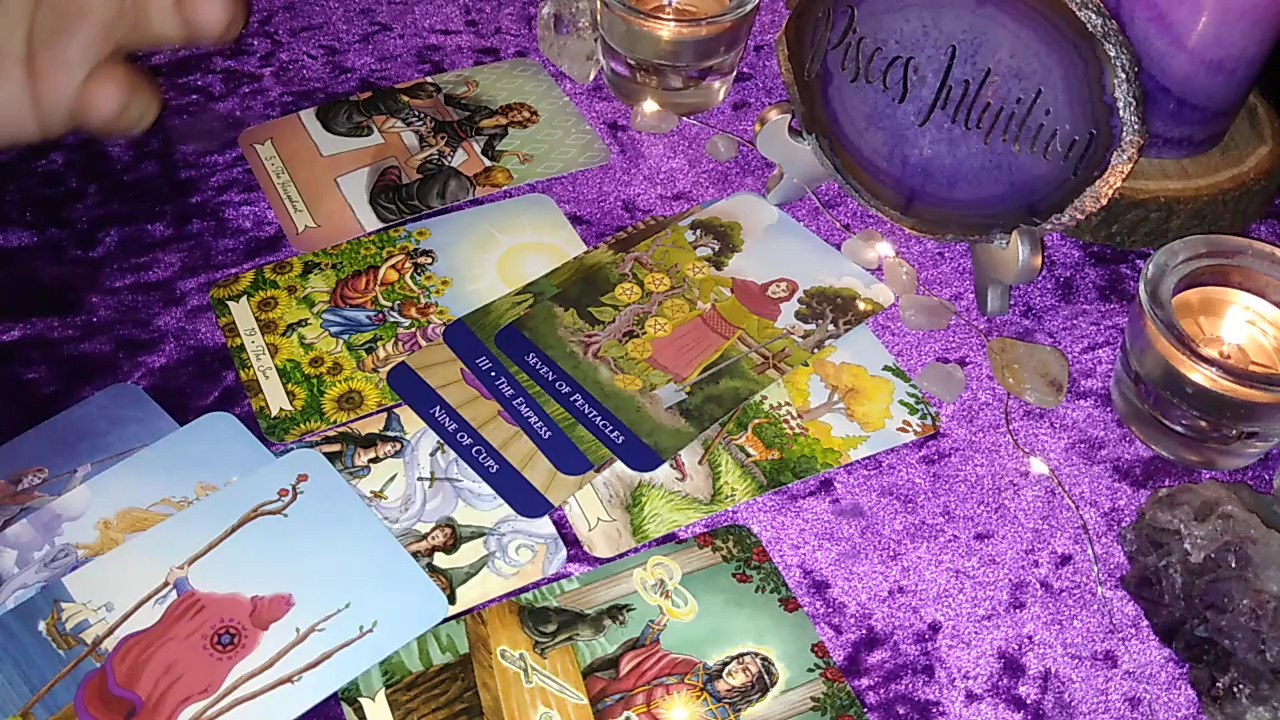 Pisces Intuition
5 • The Hierophant
19 • The Sun
SEVEN OF PENTACLES
III • THE EMPRESS
NINE OF CUPS